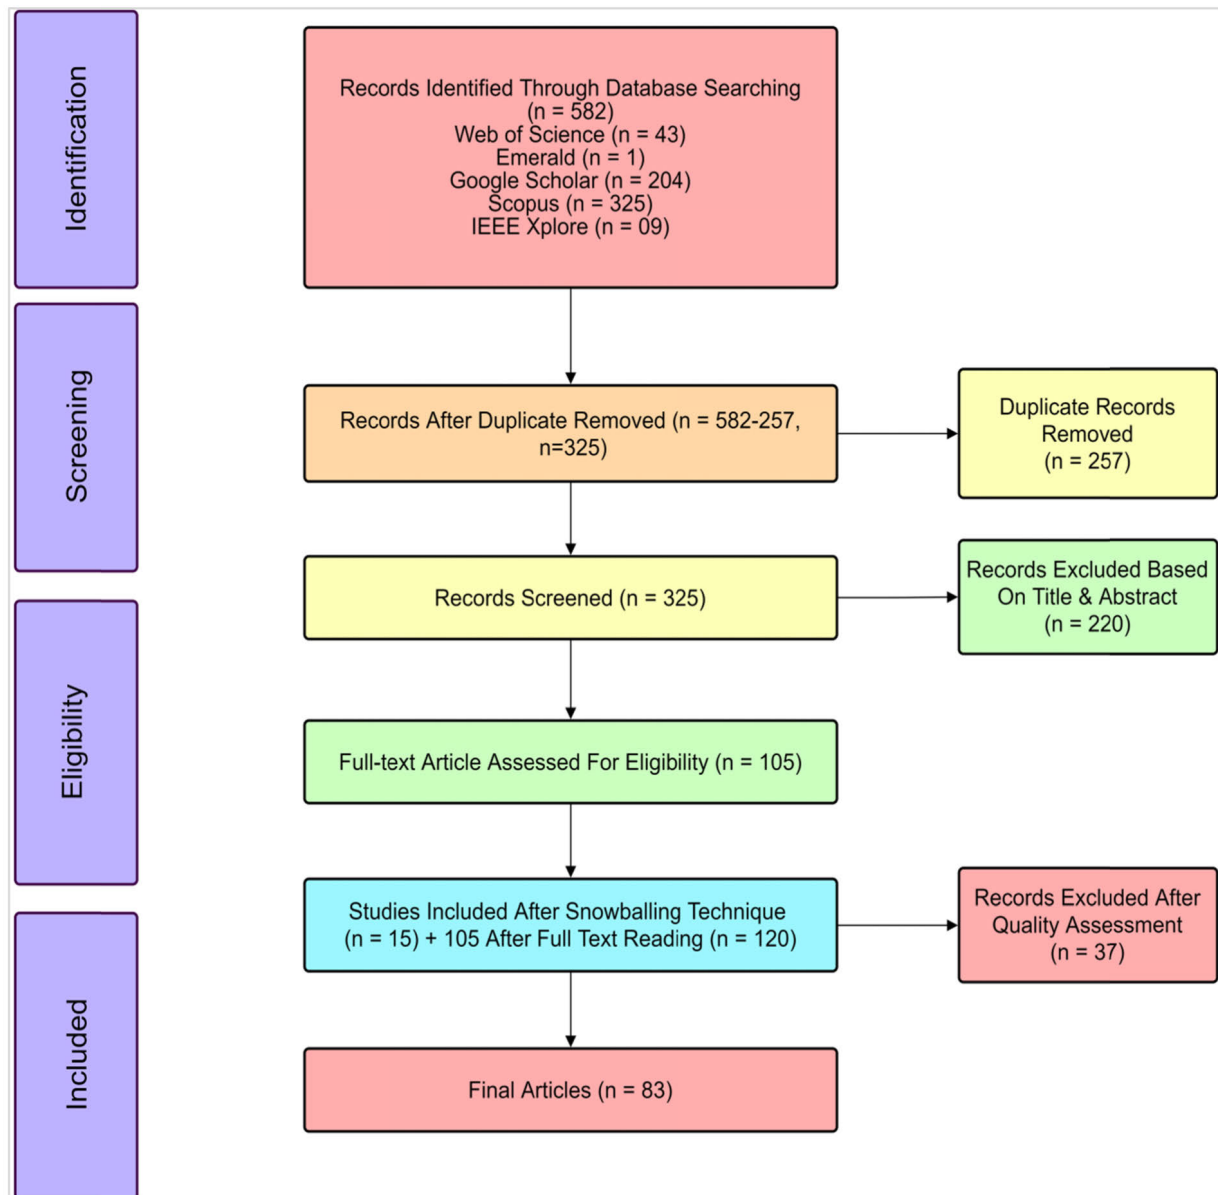 Identification
Records Identified Through Database Searching
(n = 582)
Web of Science (n = 43)
Emerald (n = 1)
Google Scholar (n = 204)
Scopus (n = 325)
IEEE Xplore (n = 09)
Screening
Records After Duplicate Removed (n = 582-257,
n=325)
Duplicate Records
Removed
(n = 257)
Records Screened (n = 325)
Records Excluded Based
On Title & Abstract
(n = 220)
Eligibility
Full-text Article Assessed For Eligibility (n = 105)
Studies Included After Snowballing Technique
(n = 15) + 105 After Full Text Reading (n = 120)
Records Excluded After
Quality Assessment
(n = 37)
Included
Final Articles (n = 83)